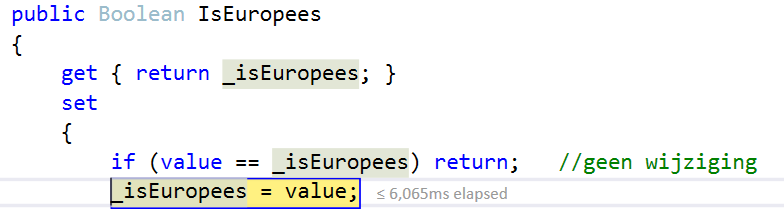 public Boolean IsEuropees
{
get { return _isEuropees; }
set
{
if (value == _isEuropees) return; //geen wijziging
_isEuropees = value; ≤ 6,065ms elapsed